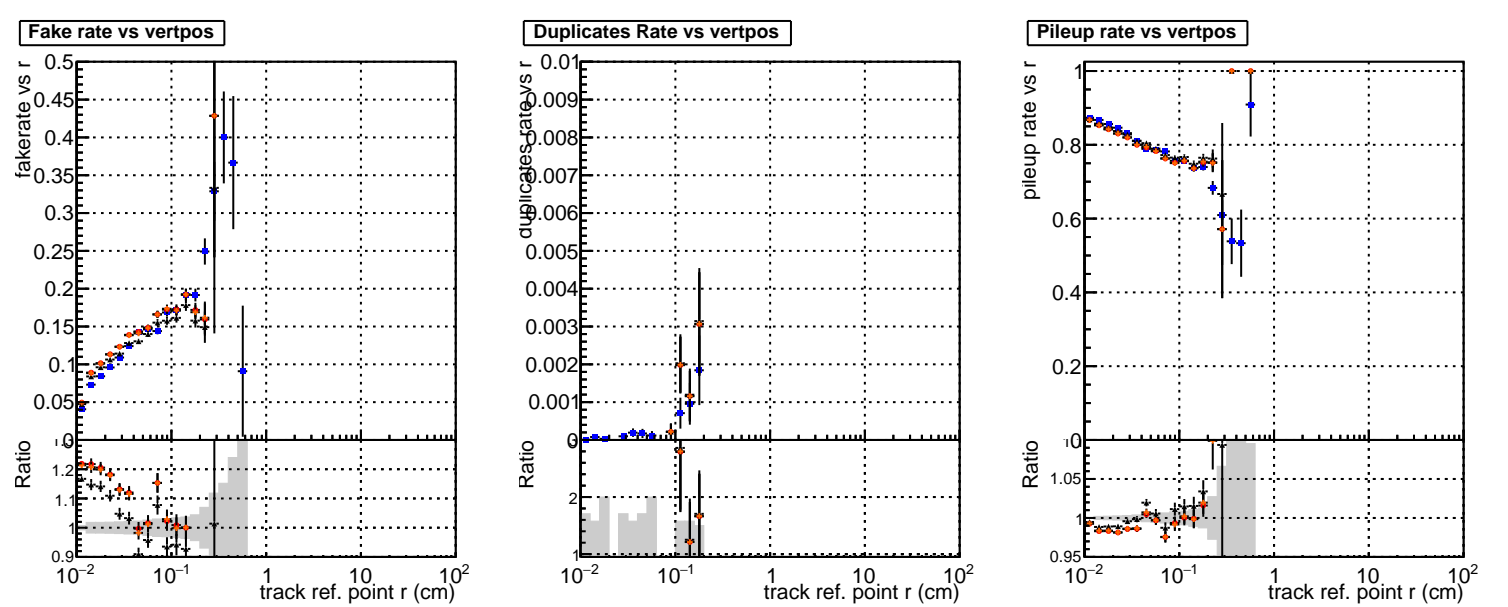 Fake rate vs vertpos
fakerate vs r
0.5
0.45
0.4
0.35
0.3
0.25
0.2
0.15
0.1
0.05
0
Ratio
1.3
1.2
1.1
1
0.9
10⁻² 10⁻¹ 1 10 10²
track ref. point r (cm)
Duplicates Rate vs vertpos
duplicates rate vs r
0.01
0.009
0.008
0.007
0.006
0.005
0.004
0.003
0.002
0.001
0
Ratio
2
1
10⁻² 10⁻¹ 1 10 10²
track ref. point r (cm)
Pileup rate vs vertpos
pileup rate vs r
1
0.8
0.6
0.4
0.2
0
Ratio
1.05
1
0.95
10⁻² 10⁻¹ 1 10 10²
track ref. point r (cm)